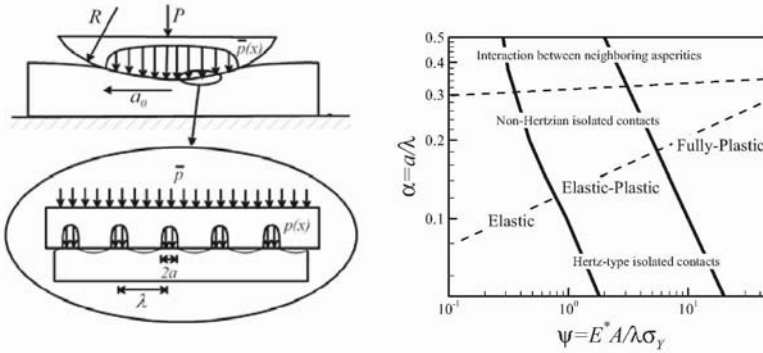 R
P
p̅(x)
a₀
p̅
p(x)
2a
λ
0.5
0.4
0.3
0.2
0.1
α=a/λ
Interaction between neighboring asperities
Non-Hertzian isolated contacts
Fully-Plastic
Elastic-Plastic
Elastic
Hertz-type isolated contacts
10⁻¹ 10⁰ 10¹
ψ=E*A/λσ_Y